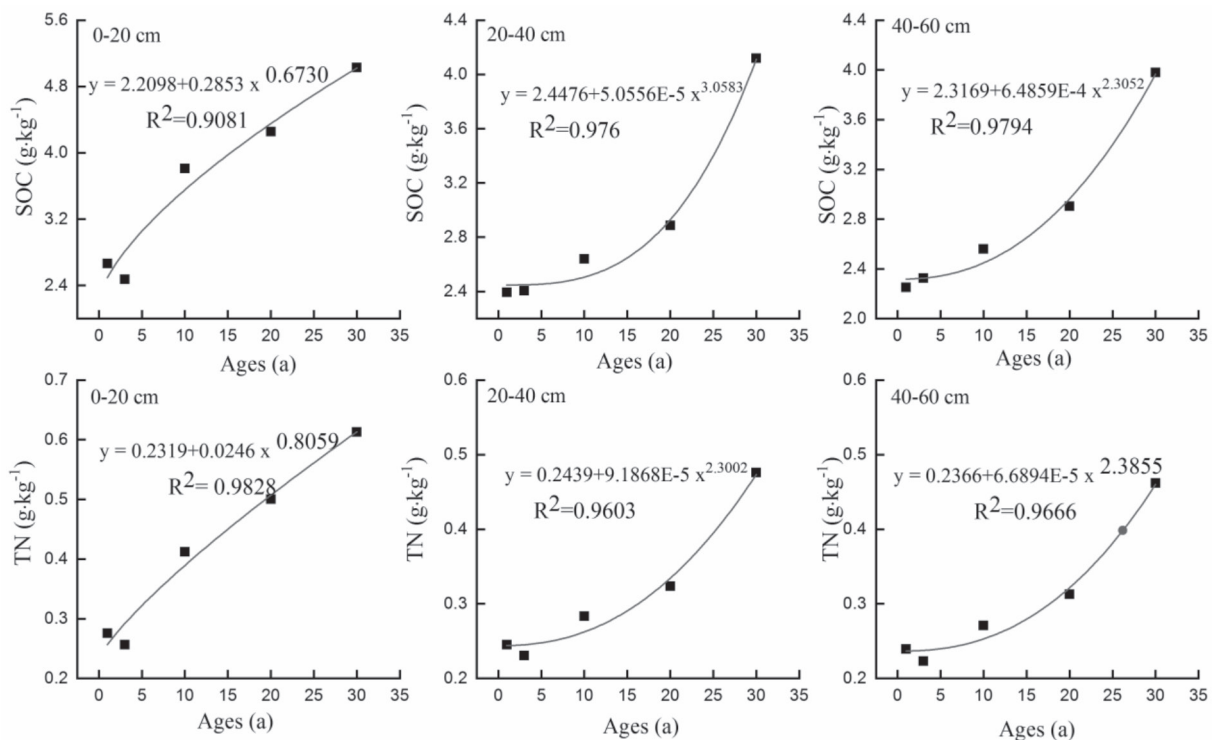 0-20 cm
y = 2.2098+0.2853 x 0.6730
R2=0.9081
5.6
4.8
4.0
3.2
2.4
SOC (g·kg-1)
0 5 10 15 20 25 30 35
Ages (a)
20-40 cm
y = 2.4476+5.0556E-5 x3.0583
R2=0.976
4.4
4.0
3.6
3.2
2.8
2.4
SOC (g·kg-1)
0 5 10 15 20 25 30 35
Ages (a)
40-60 cm
y = 2.3169+6.4859E-4 x2.3052
R2=0.9794
4.4
4.0
3.6
3.2
2.8
2.4
2.0
SOC (g·kg-1)
0 5 10 15 20 25 30 35
Ages (a)
0-20 cm
y = 0.2319+0.0246 x 0.8059
R2= 0.9828
0.7
0.6
0.5
0.4
0.3
0.2
TN (g·kg-1)
0 5 10 15 20 25 30 35
Ages (a)
20-40 cm
y = 0.2439+9.1868E-5 x2.3002
R2=0.9603
0.6
0.5
0.4
0.3
0.2
TN (g·kg-1)
0 5 10 15 20 25 30 35
Ages (a)
40-60 cm
y = 0.2366+6.6894E-5 x 2.3855
R2=0.9666
0.6
0.5
0.4
0.3
0.2
TN (g·kg-1)
0 5 10 15 20 25 30 35
Ages (a)